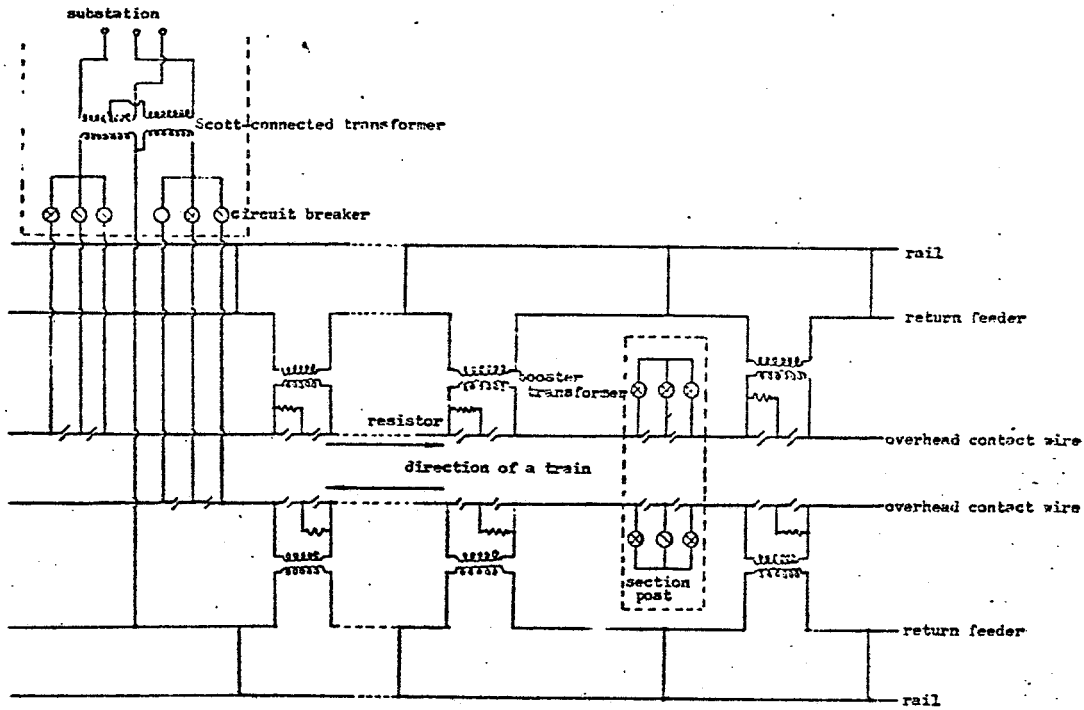 substation
Scott-connected transformer
circuit breaker
rail
return feeder
booster
transformer
resistor
overhead contact wire
direction of a train
overhead contact wire
section
post
return feeder
rail